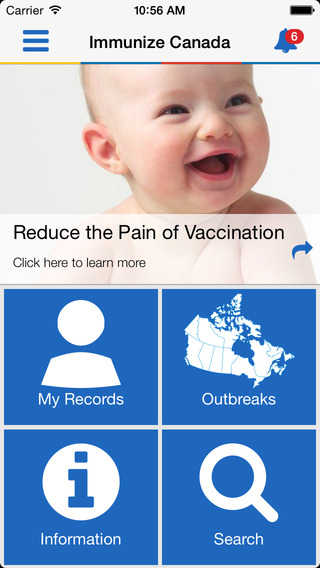 Carrier 10:56 AM
Immunize Canada 6
Reduce the Pain of Vaccination
Click here to learn more
My Records Outbreaks
Information Search